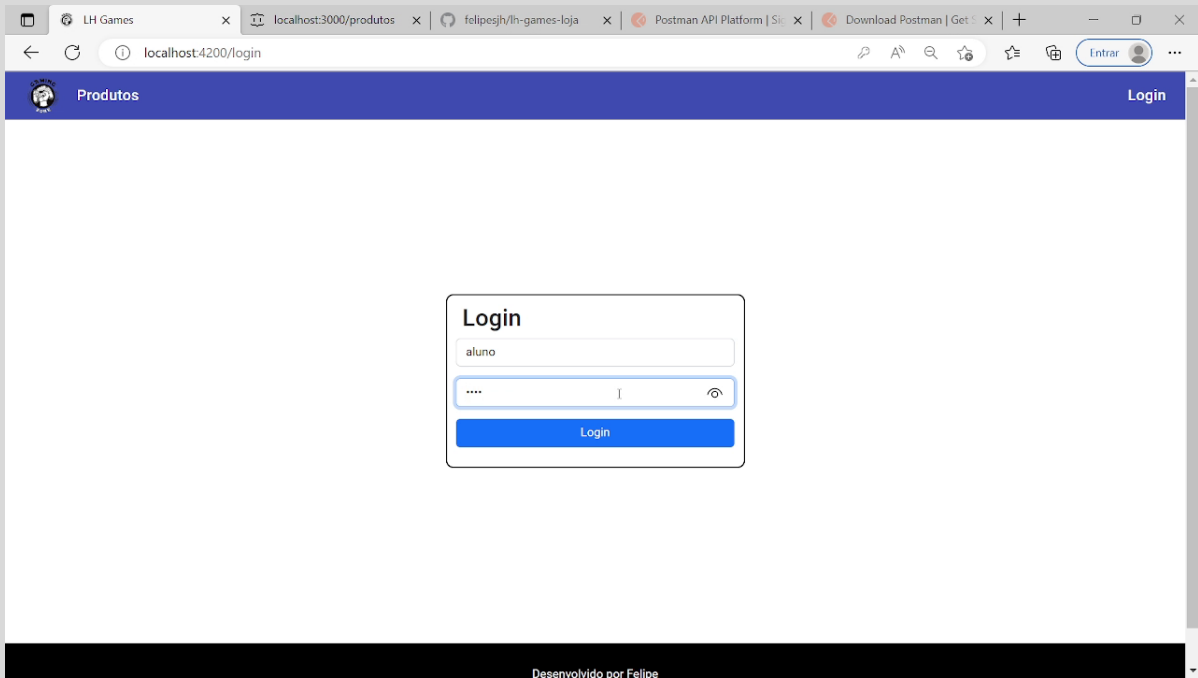 LH Games
localhost:3000/produtos
felipesjh/lh-games-loja
Postman API Platform | Sig
Download Postman | Get S
localhost:4200/login
Entrar
Produtos
Login
Login
aluno
Login
Desenvolvido por Felipe